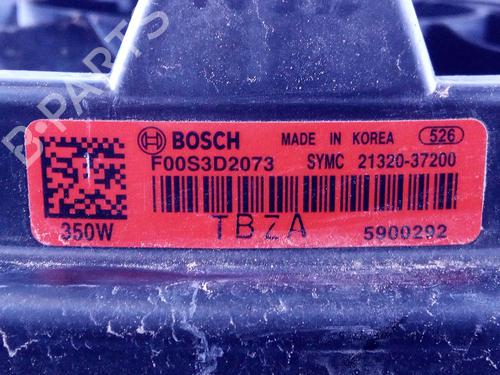 BOSCH MADE IN KOREA 526
F00S3D2073 SYMC 21320-37200
350W TBZA 5900292
B-PARTS